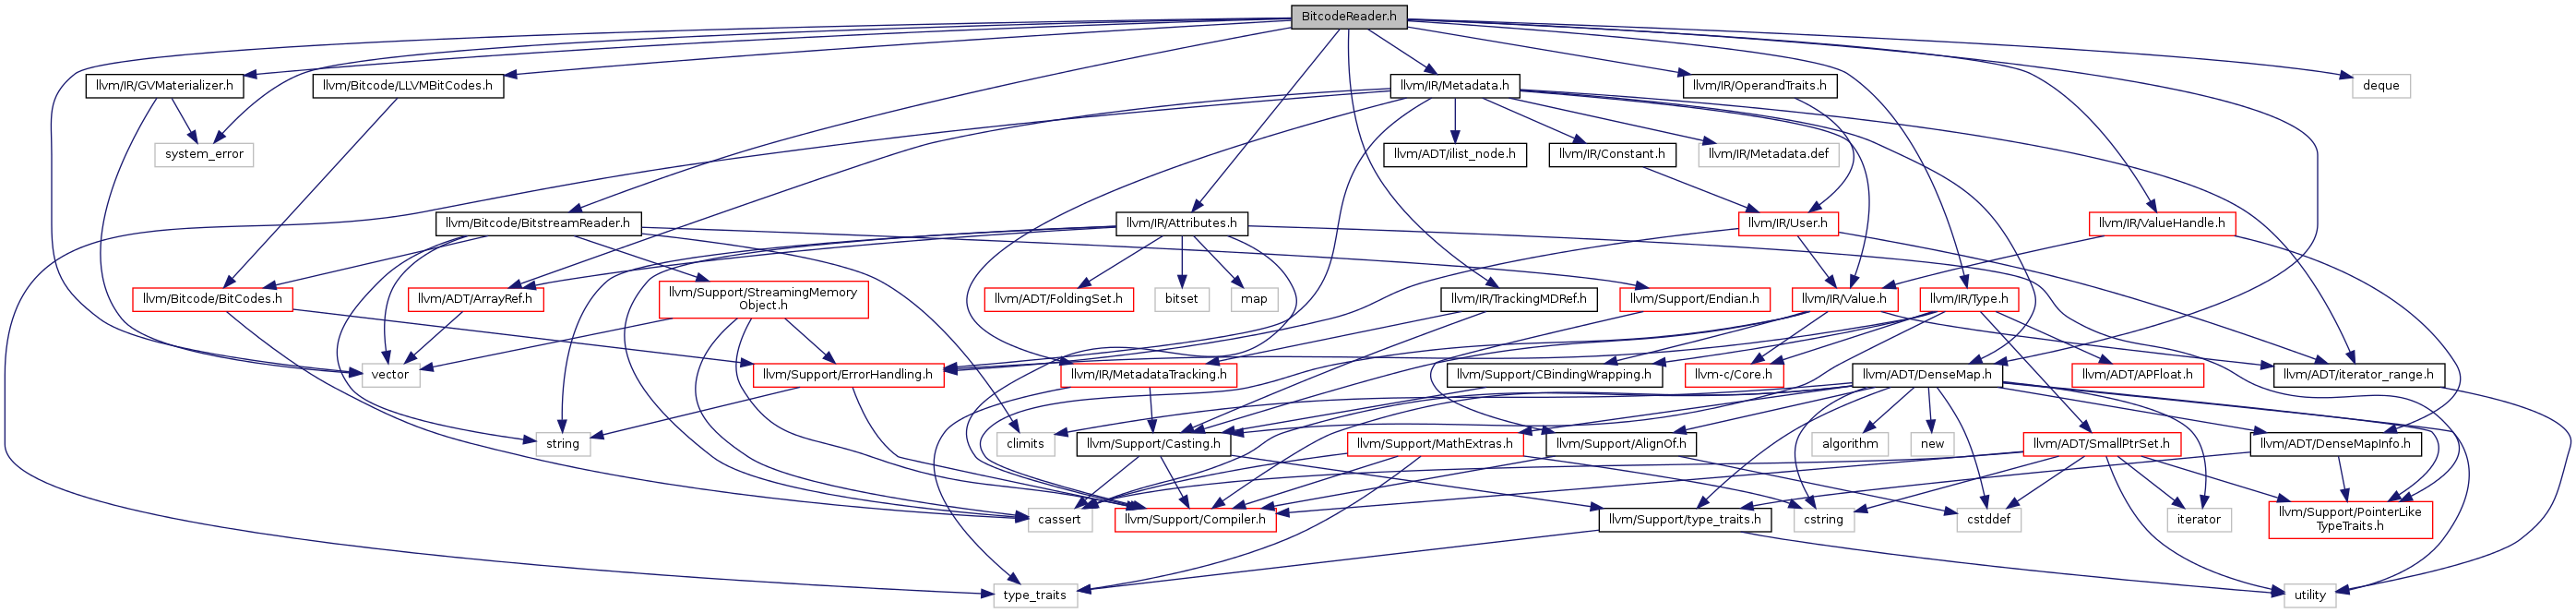 BitcodeReader.h
llvm/IR/GVMaterializer.h
llvm/Bitcode/LLVMBitCodes.h
llvm/IR/Metadata.h
llvm/IR/OperandTraits.h
deque
system_error
llvm/ADT/ilist_node.h
llvm/IR/Constant.h
llvm/IR/Metadata.def
llvm/Bitcode/BitstreamReader.h
llvm/IR/Attributes.h
llvm/IR/User.h
llvm/IR/ValueHandle.h
llvm/Bitcode/BitCodes.h
llvm/ADT/ArrayRef.h
llvm/Support/StreamingMemory
Object.h
llvm/ADT/FoldingSet.h
bitset
map
llvm/IR/TrackingMDRef.h
llvm/Support/Endian.h
llvm/IR/Value.h
llvm/IR/Type.h
vector
llvm/Support/ErrorHandling.h
llvm/IR/MetadataTracking.h
llvm/Support/CBindingWrapping.h
llvm-c/Core.h
llvm/ADT/DenseMap.h
llvm/ADT/APFloat.h
llvm/ADT/iterator_range.h
string
climits
llvm/Support/Casting.h
llvm/Support/MathExtras.h
llvm/Support/AlignOf.h
algorithm
new
llvm/ADT/SmallPtrSet.h
llvm/ADT/DenseMapInfo.h
cassert
llvm/Support/Compiler.h
llvm/Support/type_traits.h
cstring
cstddef
iterator
llvm/Support/PointerLike
TypeTraits.h
type_traits
utility